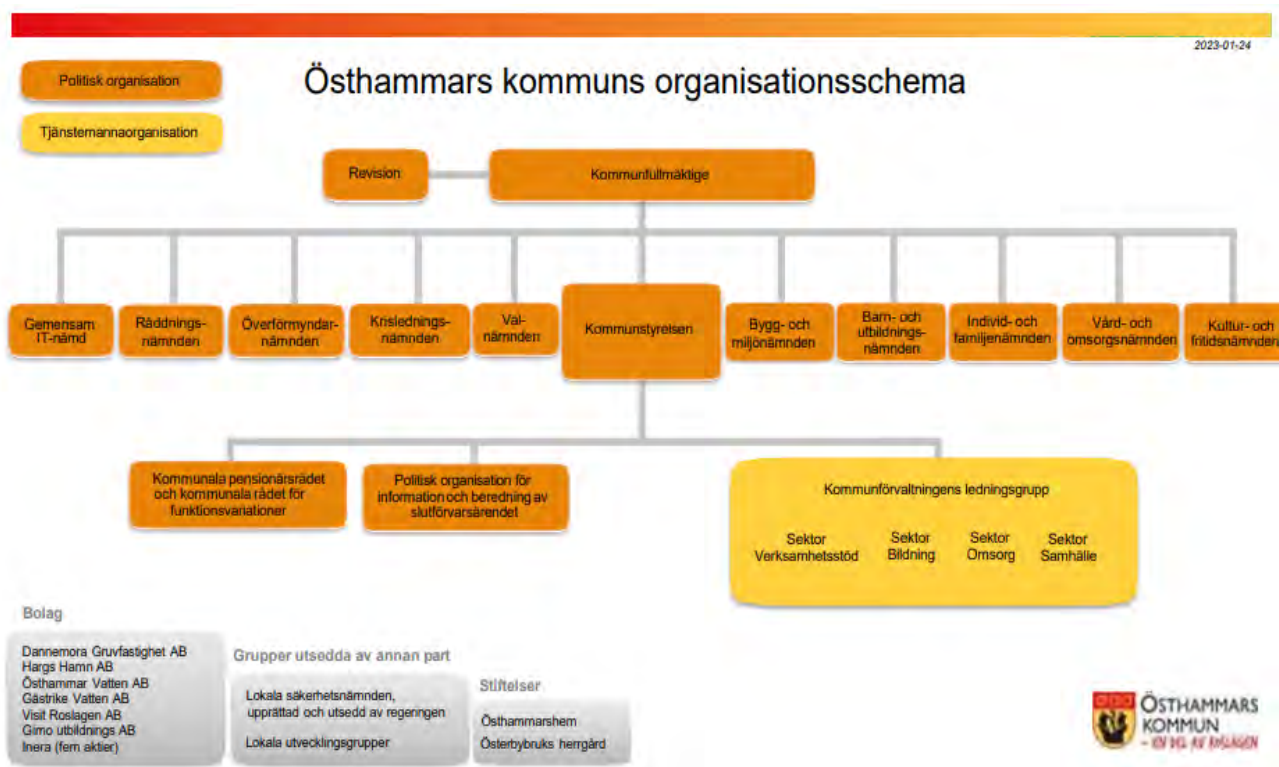 2023-01-24
Politisk organisation
Östhammars kommuns organisationsschema
Tjänstemannaorganisation
Revision
Kommunfullmäktige
Gemensam
IT-nämd
Räddnings-
nämnden
Överförmyndar-
nämnden
Krislednings-
nämnden
Val-
nämnden
Kommunstyrelsen
Bygg- och
miljönämnden
Barn- och
utbildnings-
nämnden
Individ- och
familjenämnden
Vård- och
omsorgsnämnden
Kultur- och
fritidsnämnden
Kommunala pensionärsrådet
och kommunala rådet för
funktionsvariationer
Politisk organisation för
information och beredning av
slutförvarsärendet
Kommunförvaltningens ledningsgrupp
Sektor
Verksamhetsstöd
Sektor
Bildning
Sektor
Omsorg
Sektor
Samhälle
Bolag
Dannemora Gruvfastighet AB
Hargs Hamn AB
Östhammar Vatten AB
Gästrike Vatten AB
Visit Roslagen AB
Gimo utbildnings AB
Inera (fem aktier)
Grupper utsedda av annan part
Lokala säkerhetsnämnden,
upprättad och utsedd av regeringen
Lokala utvecklingsgrupper
Stiftelser
Östhammarshem
Österbybruks herrgård
ÖSTHAMMARS
KOMMUN
– EN DEL AV ROSLAGEN